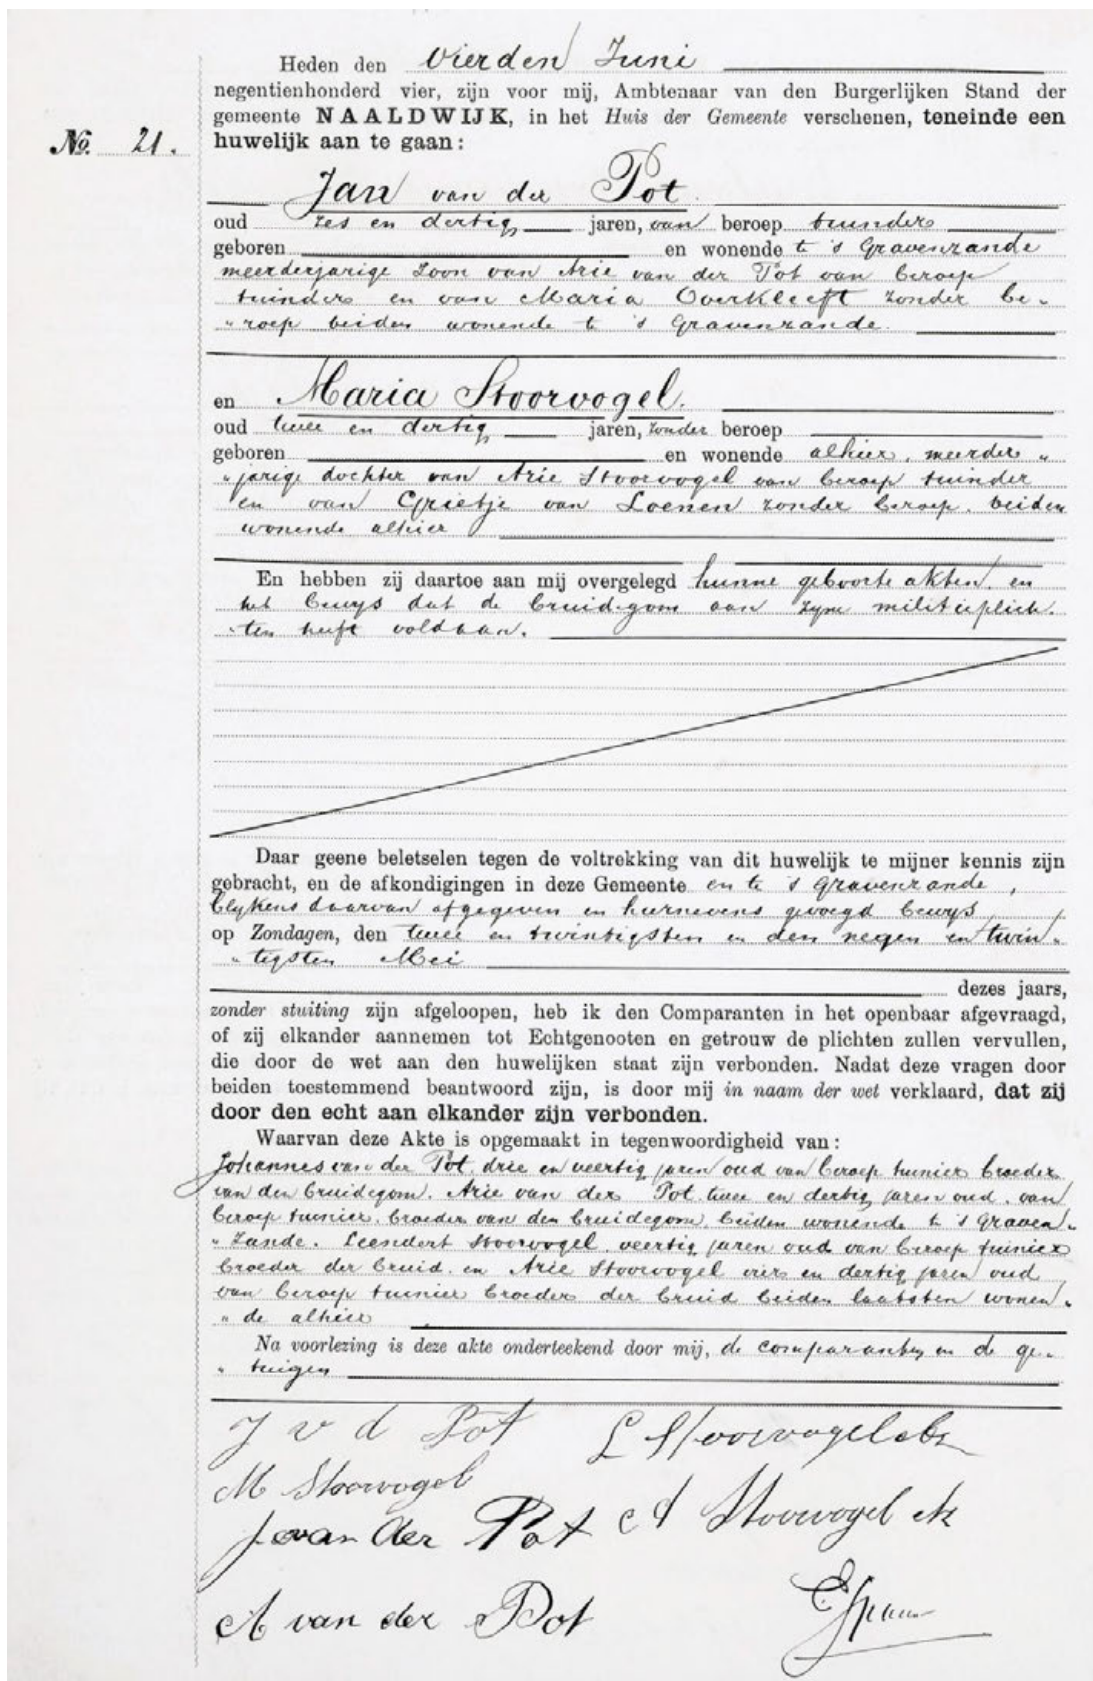 Heden den vierden Juni
negentienhonderd vier, zijn voor mij, Ambtenaar van den Burgerlijken Stand der
gemeente NAALDWIJK, in het Huis der Gemeente verschenen, teneinde een
No. 21.
huwelijk aan te gaan:
Jan van der Pot.
oud zes en dertig jaren, van beroep tuinder
geboren en wonende te 's Gravenzande
meerderjarige zoon van Arie van der Pot van beroep
tuinder en van Maria Overkleeft zonder be-
"roep beiden wonende te 's Gravenzande.
en Maria Stoorvogel.
oud twee en dertig jaren, zonder beroep
geboren en wonende alhier, meerder "
"jarige dochter van Arie Stoorvogel van beroep tuinder
en van Grietje van Loenen zonder beroep, beiden
wonende alhier
En hebben zij daartoe aan mij overgelegd hunne geboorte akten, en
het bewys dat de bruidegom aan zyne militieplich-
"ten heeft voldaan.
Daar geene beletselen tegen de voltrekking van dit huwelijk te mijner kennis zijn
gebracht, en de afkondigingen in deze Gemeente en te 's Gravenzande,
blykens daarvan afgegeven en hiernevens gevoegd bewys
op Zondagen, den twee en twintigsten en den negen en twin"
"tigsten Mei
dezes jaars,
zonder stuiting zijn afgeloopen, heb ik den Comparanten in het openbaar afgevraagd,
of zij elkander aannemen tot Echtgenooten en getrouw de plichten zullen vervullen,
die door de wet aan den huwelijken staat zijn verbonden. Nadat deze vragen door
beiden toestemmend beantwoord zijn, is door mij in naam der wet verklaard, dat zij
door den echt aan elkander zijn verbonden.
Waarvan deze Akte is opgemaakt in tegenwoordigheid van:
Johannes van der Pot, drie en veertig jaren oud van beroep tuinier broeder
van den bruidegom, Arie van der Pot twee en dertig jaren oud, van
beroep tuinier, broeder van den bruidegom, beiden wonende te 's Graven"
"zande. Leendert Stoorvogel, veertig jaren oud van beroep tuinier
broeder der bruid, en Arie Stoorvogel vier en dertig jaren oud
van beroep tuinier broeder der bruid beiden laatsten wonen"
"de alhier
Na voorlezing is deze akte onderteekend door mij, de comparanten en de ge-
"tuigen
J v d Pot L Stoorvogel
M Stoorvogel
J van der Pot A Stoorvogel
A van der Pot